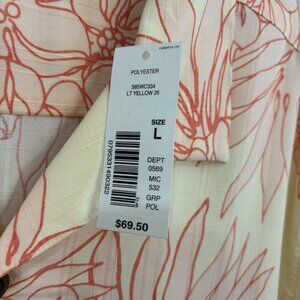 POLYESTER
S85WC334
LT YELLOW 26
SIZE
L
DEPT
0569
MIC
532
GRP
POL
$69.50